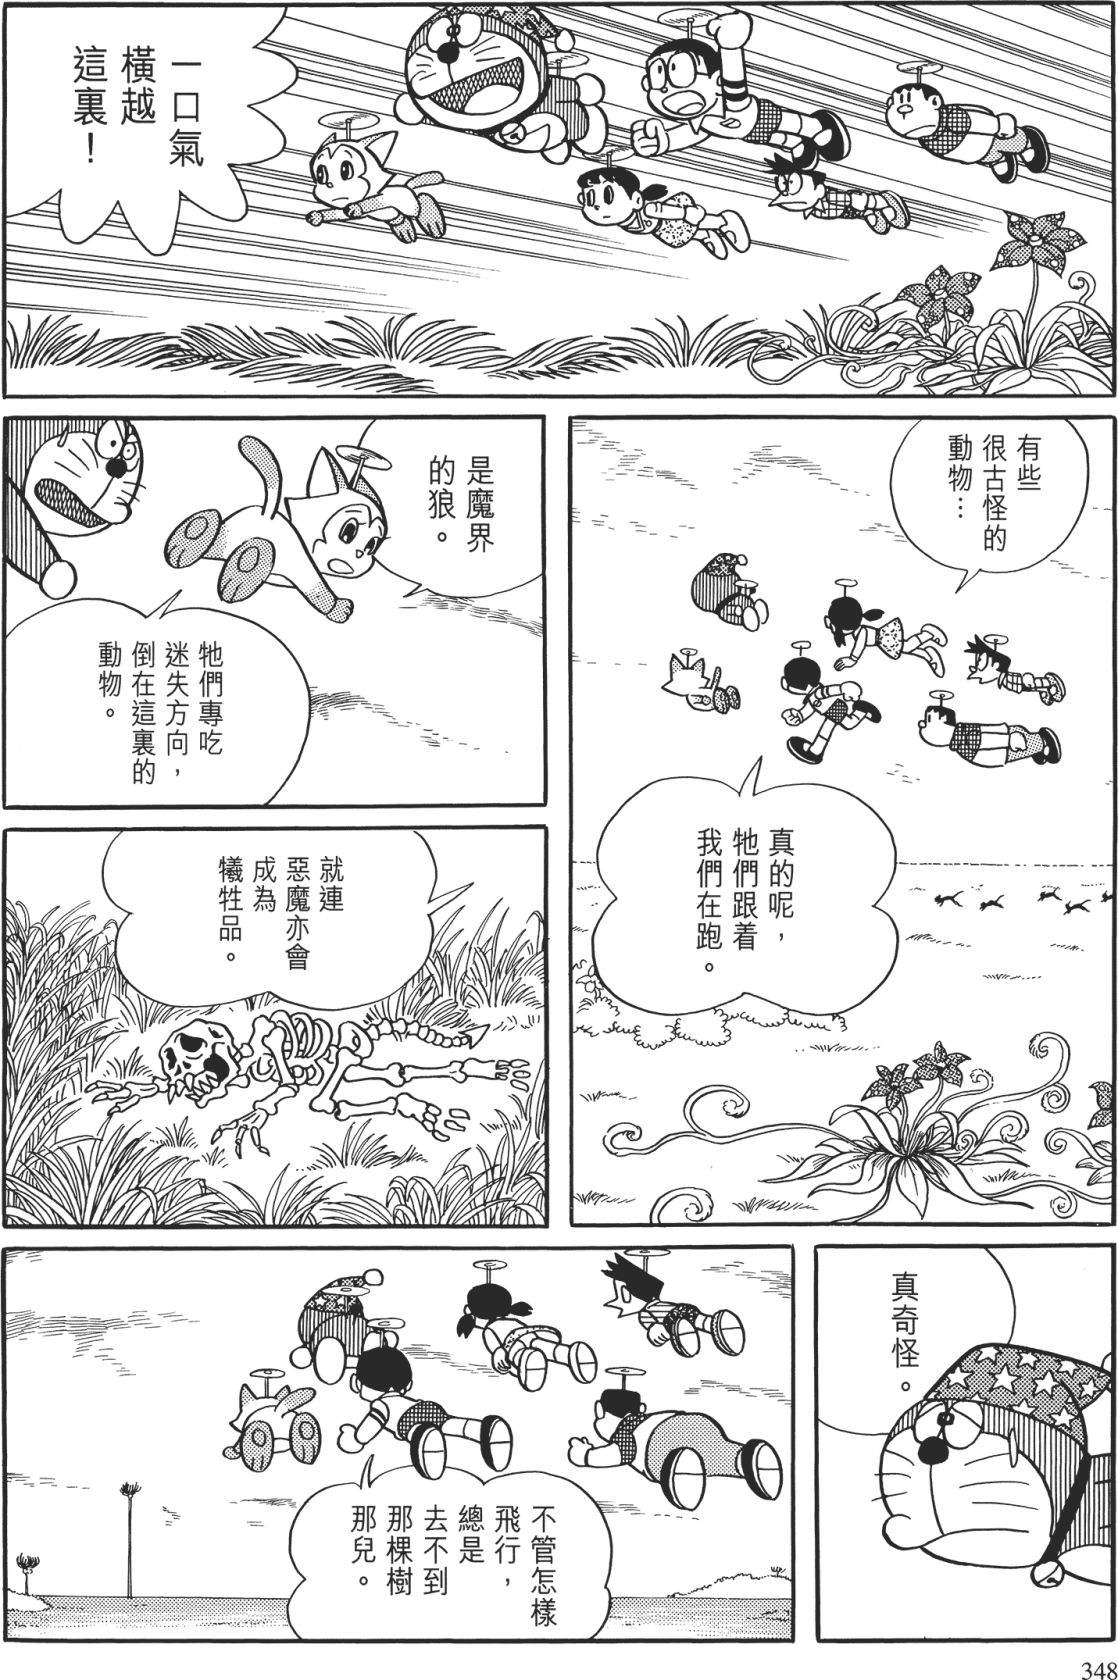 一口氣
橫越
這裏！
有些
很古怪的
動物…
真的呢，
牠們跟着
我們在跑。
是魔界
的狼。
牠們專吃
迷失方向，
倒在這裏的
動物。
就連
惡魔亦會
成為
犧牲品。
真奇怪。
不管怎樣
飛行，
總是
去不到
那棵樹
那兒。
348